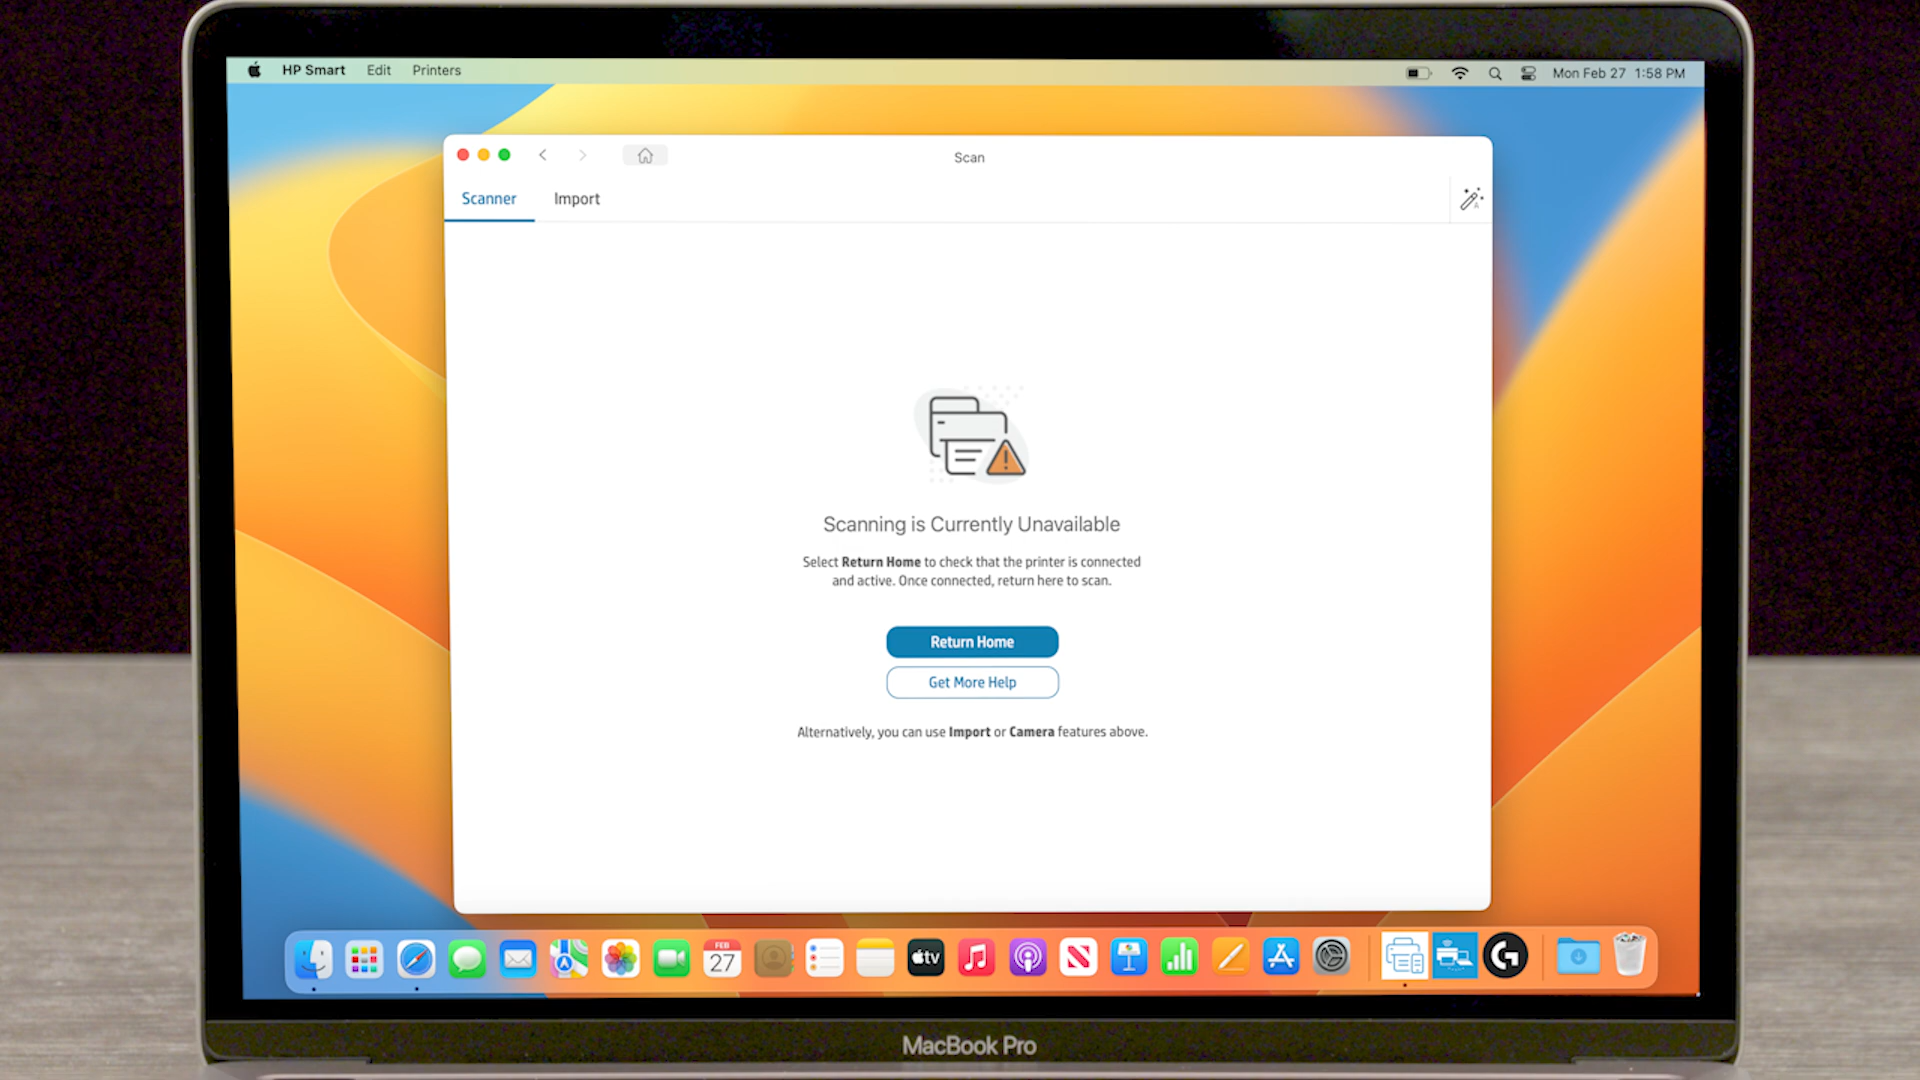 HP Smart Edit Printers
Mon Feb 27 1:58 PM
Scan
Scanner Import
Scanning is Currently Unavailable
Select Return Home to check that the printer is connected
and active. Once connected, return here to scan.
Return Home
Get More Help
Alternatively, you can use Import or Camera features above.
FEB
27
tv
MacBook Pro